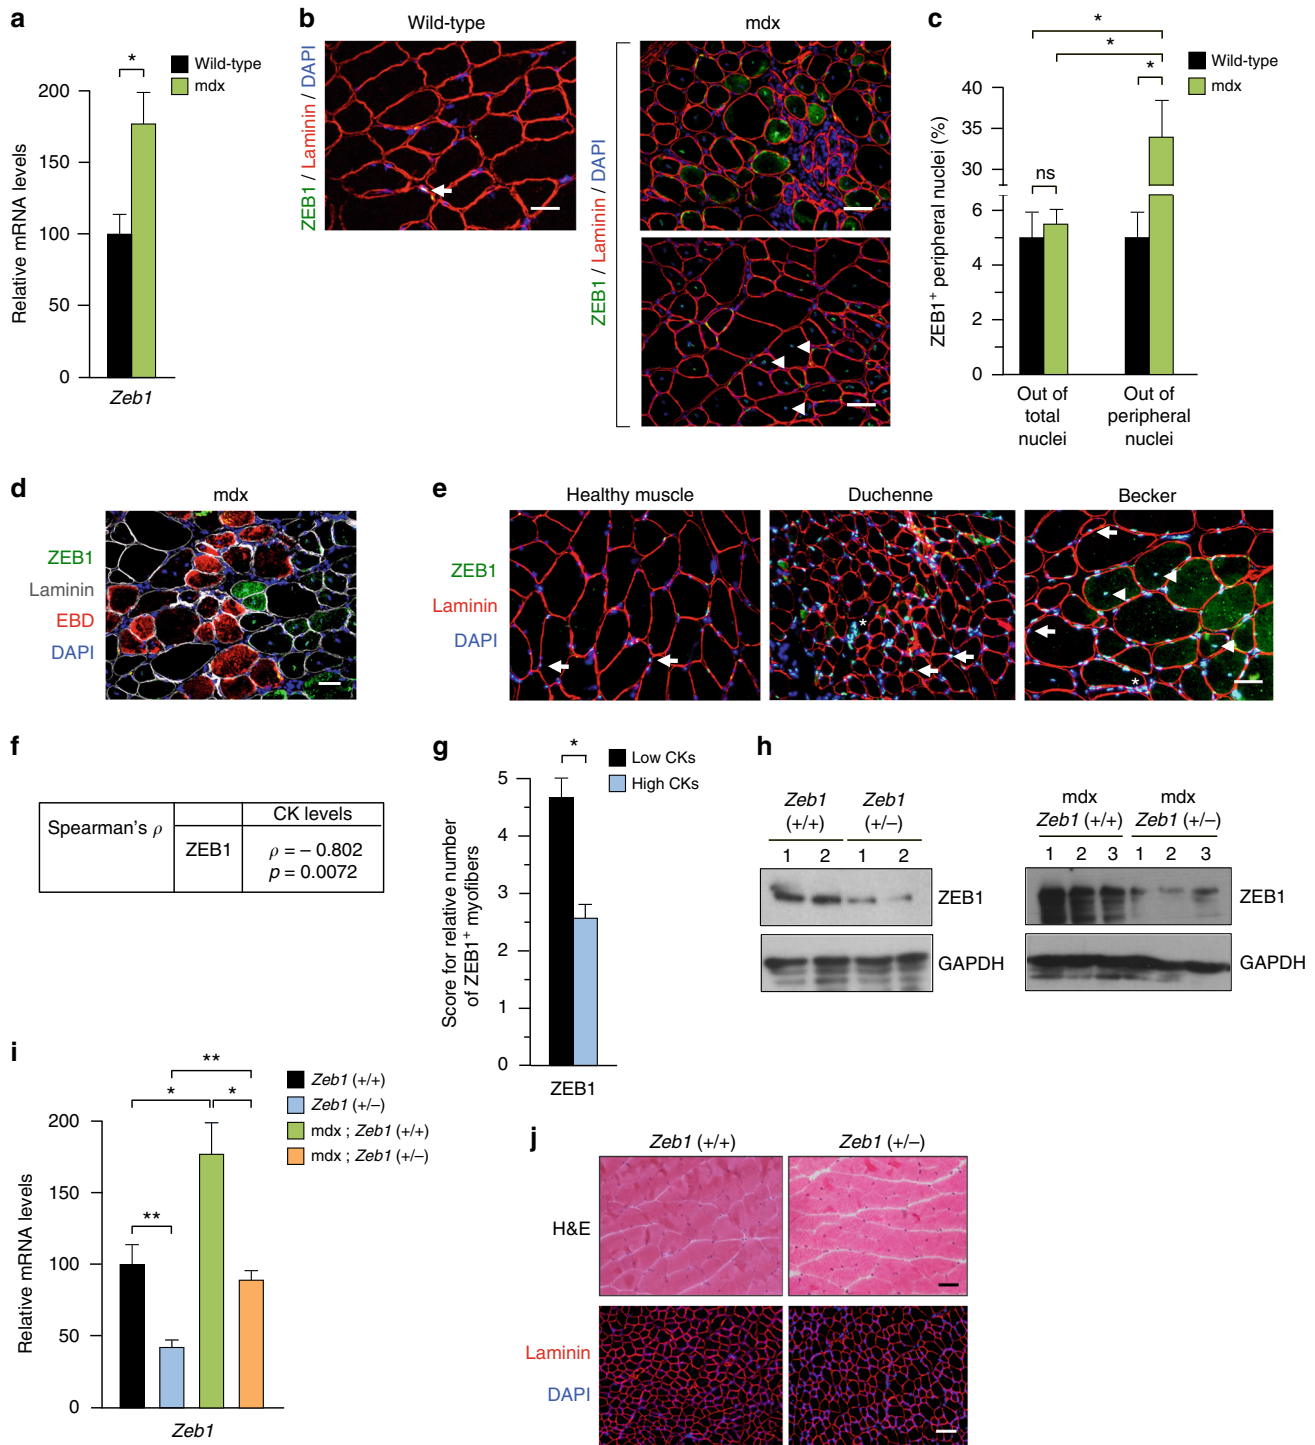 a
*
Wild-type
mdx
Relative mRNA levels
200
150
100
50
0
Zeb1
b
Wild-type
mdx
ZEB1 / Laminin / DAPI
ZEB1 / Laminin / DAPI
c
*
*
*
ns
Wild-type
mdx
ZEB1+ peripheral nuclei (%)
40
35
30
6
4
2
0
Out of
total
nuclei
Out of
peripheral
nuclei
d
mdx
ZEB1
Laminin
EBD
DAPI
e
Healthy muscle
Duchenne
Becker
ZEB1
Laminin
DAPI
*
*
f
Spearman's ρ
CK levels
ZEB1
ρ = – 0.802
p = 0.0072
g
*
Low CKs
High CKs
Score for relative number
of ZEB1+ myofibers
5
4
3
2
1
0
ZEB1
h
Zeb1
(+/+)
Zeb1
(+/–)
1 2 1 2
ZEB1
GAPDH
mdx
Zeb1 (+/+)
mdx
Zeb1 (+/–)
1 2 3 1 2 3
ZEB1
GAPDH
i
**
*
*
**
Zeb1 (+/+)
Zeb1 (+/–)
mdx ; Zeb1 (+/+)
mdx ; Zeb1 (+/–)
Relative mRNA levels
200
150
100
50
0
Zeb1
j
Zeb1 (+/+)
Zeb1 (+/–)
H&E
Laminin
DAPI